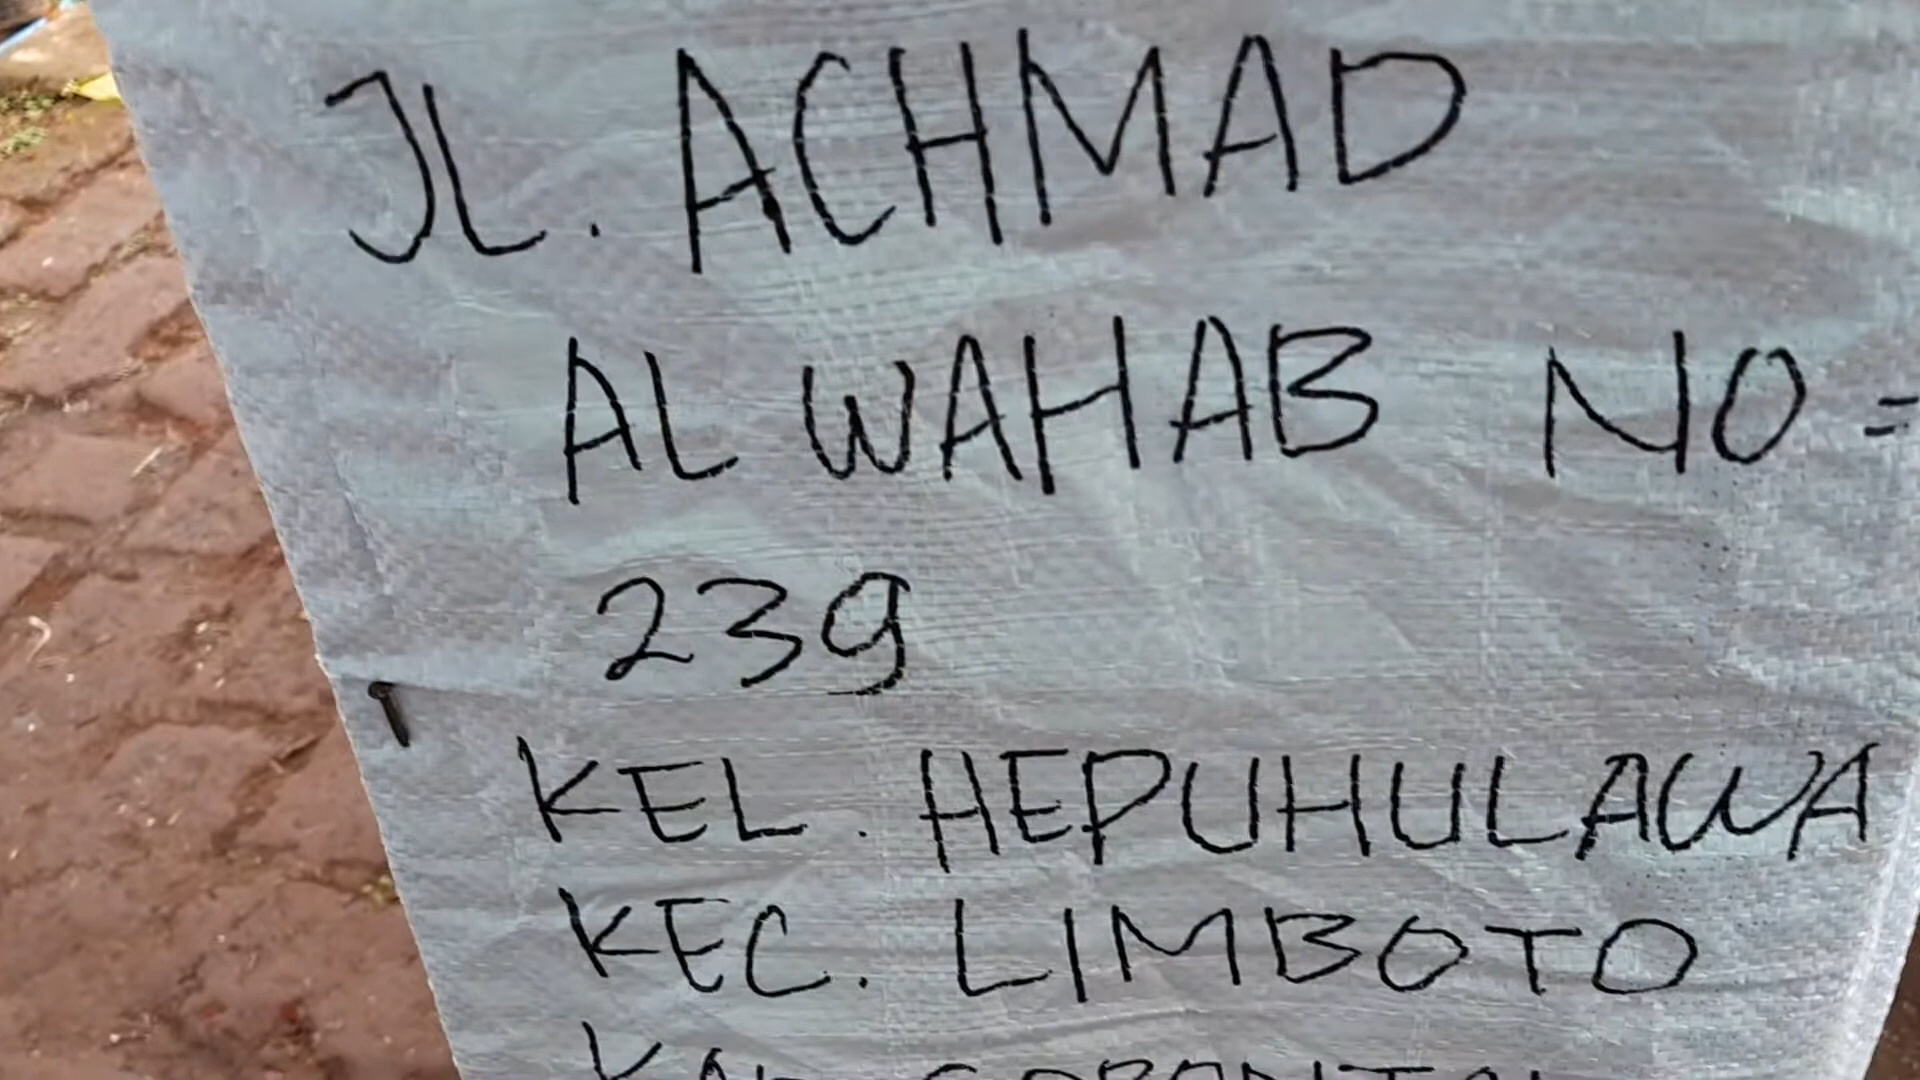 JL. ACHMAD
AL WAHAB NO =
239
KEL. HEPUHULAWA
KEC. LIMBOTO